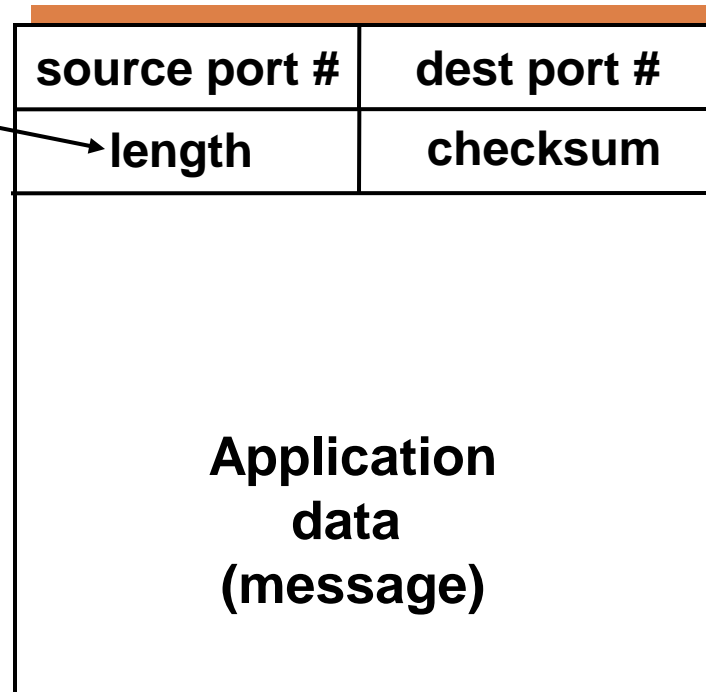 source port # dest port #
length checksum
Application
data
(message)